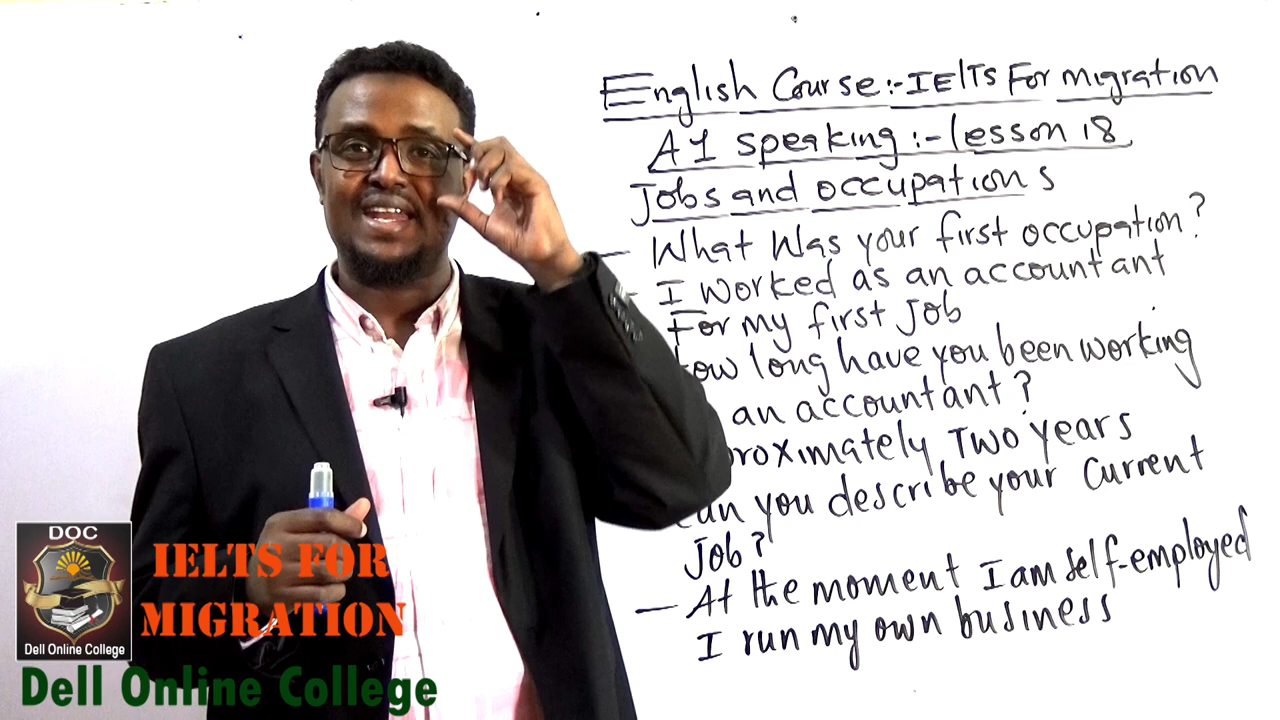 English Course:-IELTS For migration
A1 speaking:-lesson 18
Jobs and occupations
- What Was your first occupation?
- I worked as an accountant
For my first Job
long have you been working
an accountant?
Two years
you describe your current
Job?
- At the moment I am self-employed
I run my own business
DOC
Dell Online College
IELTS FOR
MIGRATION
Dell Online College